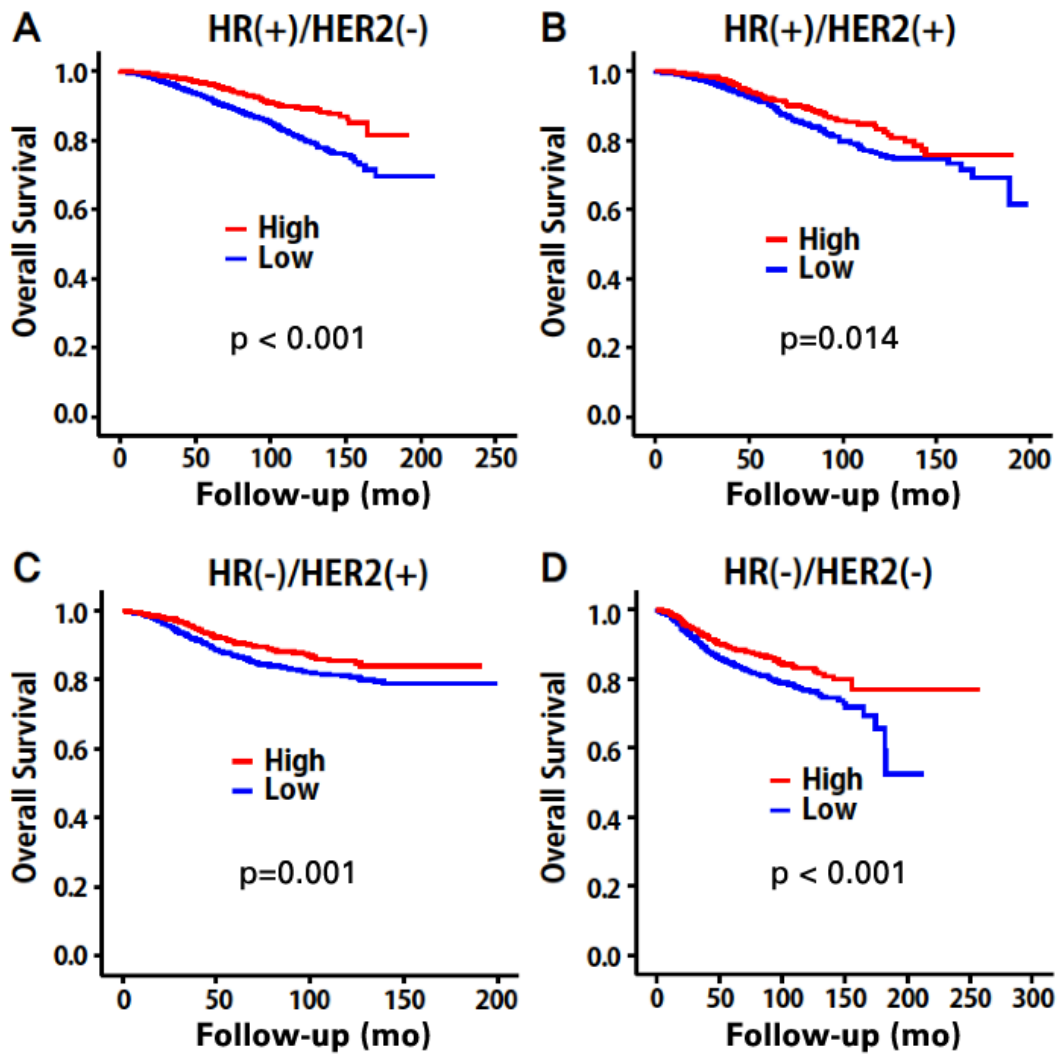 A
HR(+)/HER2(-)
Overall Survival
1.0
0.8
0.6
0.4
0.2
0.0
High
Low
p < 0.001
0 50 100 150 200 250
Follow-up (mo)
B
HR(+)/HER2(+)
Overall Survival
1.0
0.8
0.6
0.4
0.2
0.0
High
Low
p=0.014
0 50 100 150 200
Follow-up (mo)
C
HR(-)/HER2(+)
Overall Survival
1.0
0.8
0.6
0.4
0.2
0.0
High
Low
p=0.001
0 50 100 150 200
Follow-up (mo)
D
HR(-)/HER2(-)
Overall Survival
1.0
0.8
0.6
0.4
0.2
0.0
High
Low
p < 0.001
0 50 100 150 200 250 300
Follow-up (mo)